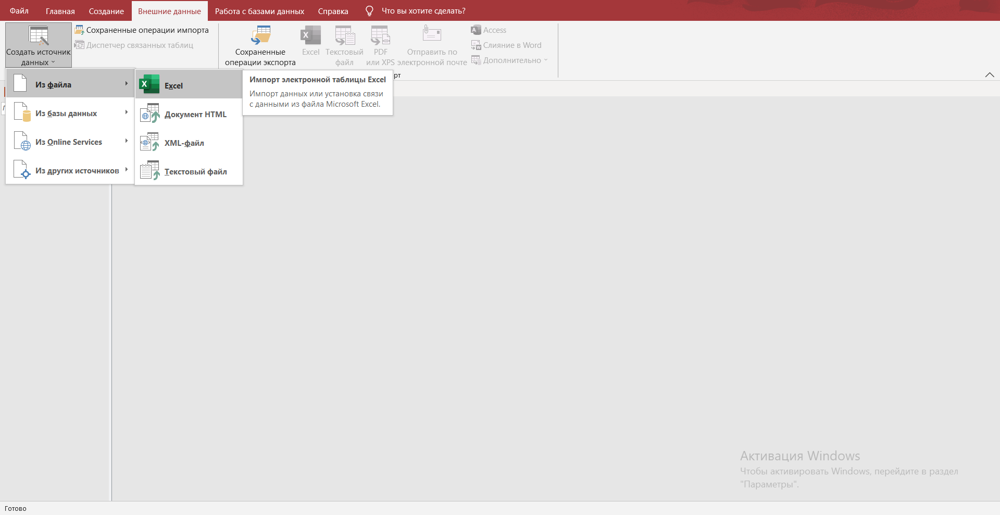 Файл Главная Создание Внешние данные Работа с базами данных Справка Что вы хотите сделать?
Создать источник
данных
Сохраненные операции импорта
Диспетчер связанных таблиц
Сохраненные
операции экспорта
Excel
Текстовый
файл
PDF
или XPS
Отправить по
электронной почте
Access
Слияние в Word
Дополнительно
рт
Из файла
Из базы данных
Из Online Services
Из других источников
Excel
Документ HTML
XML-файл
Текстовый файл
Импорт электронной таблицы Excel
Импорт данных или установка связи
с данными из файла Microsoft Excel.
Активация Windows
Чтобы активировать Windows, перейдите в раздел
"Параметры".
Готово